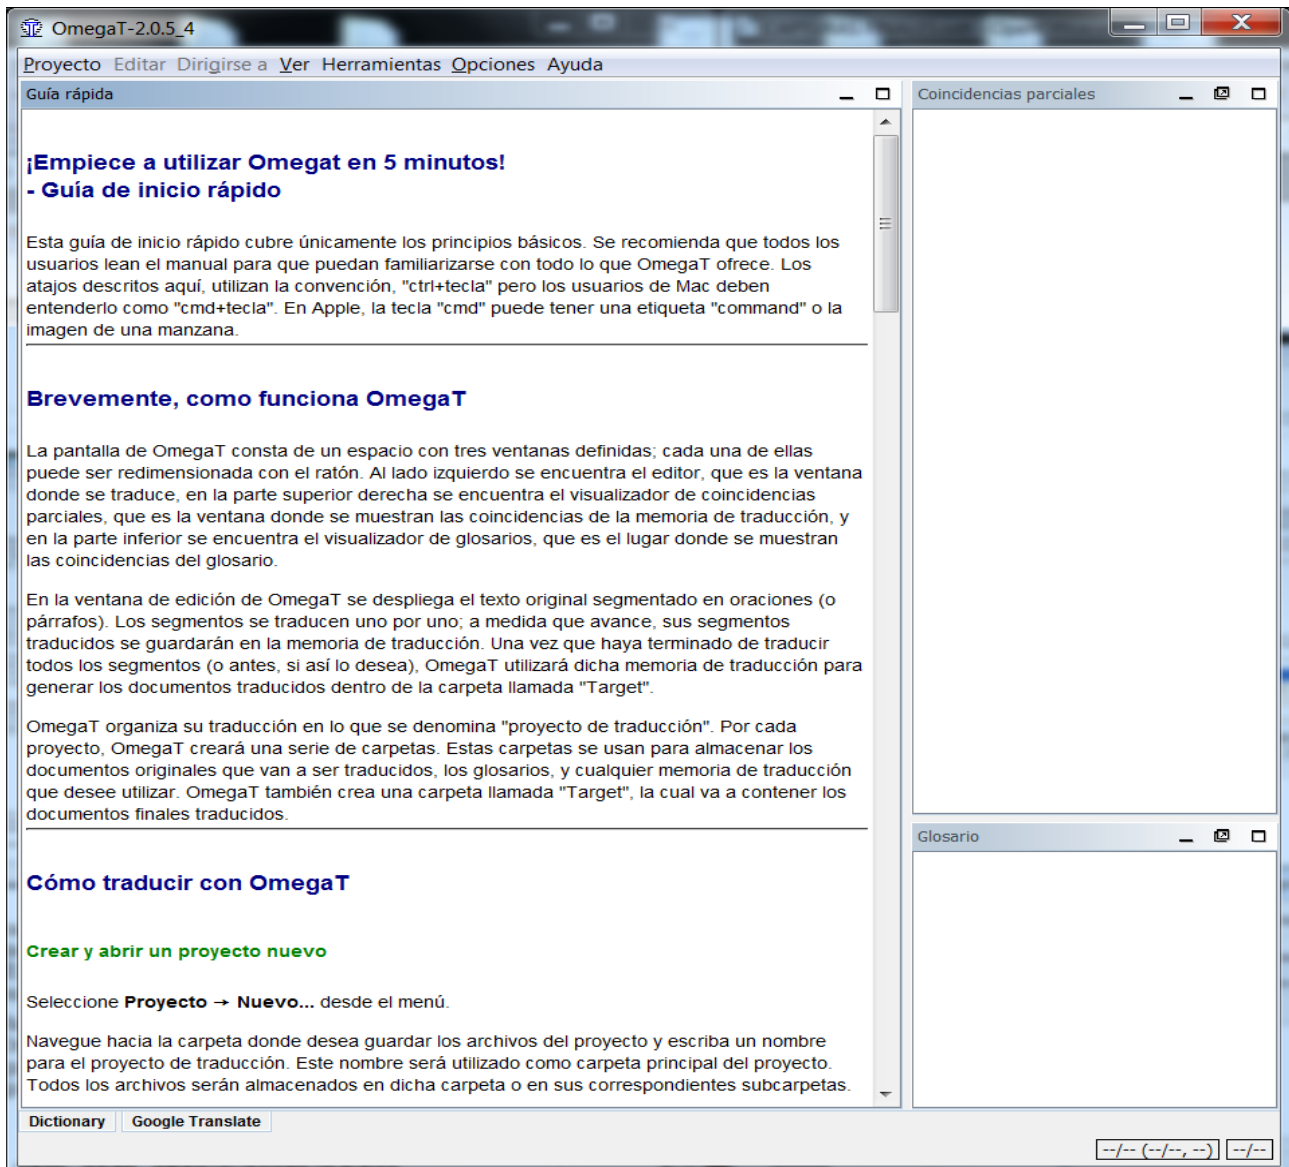 OmegaT-2.0.5_4
Proyecto Editar Dirigirse a Ver Herramientas Opciones Ayuda
Guía rápida
¡Empiece a utilizar Omegat en 5 minutos!
- Guía de inicio rápido
Esta guía de inicio rápido cubre únicamente los principios básicos. Se recomienda que todos los
usuarios lean el manual para que puedan familiarizarse con todo lo que OmegaT ofrece. Los
atajos descritos aquí, utilizan la convención, "ctrl+tecla" pero los usuarios de Mac deben
entenderlo como "cmd+tecla". En Apple, la tecla "cmd" puede tener una etiqueta "command" o la
imagen de una manzana.
Brevemente, como funciona OmegaT
La pantalla de OmegaT consta de un espacio con tres ventanas definidas; cada una de ellas
puede ser redimensionada con el ratón. Al lado izquierdo se encuentra el editor, que es la ventana
donde se traduce, en la parte superior derecha se encuentra el visualizador de coincidencias
parciales, que es la ventana donde se muestran las coincidencias de la memoria de traducción, y
en la parte inferior se encuentra el visualizador de glosarios, que es el lugar donde se muestran
las coincidencias del glosario.
En la ventana de edición de OmegaT se despliega el texto original segmentado en oraciones (o
párrafos). Los segmentos se traducen uno por uno; a medida que avance, sus segmentos
traducidos se guardarán en la memoria de traducción. Una vez que haya terminado de traducir
todos los segmentos (o antes, si así lo desea), OmegaT utilizará dicha memoria de traducción para
generar los documentos traducidos dentro de la carpeta llamada "Target".
OmegaT organiza su traducción en lo que se denomina "proyecto de traducción". Por cada
proyecto, OmegaT creará una serie de carpetas. Estas carpetas se usan para almacenar los
documentos originales que van a ser traducidos, los glosarios, y cualquier memoria de traducción
que desee utilizar. OmegaT también crea una carpeta llamada "Target", la cual va a contener los
documentos finales traducidos.
Cómo traducir con OmegaT
Crear y abrir un proyecto nuevo
Seleccione Proyecto → Nuevo... desde el menú.
Navegue hacia la carpeta donde desea guardar los archivos del proyecto y escriba un nombre
para el proyecto de traducción. Este nombre será utilizado como carpeta principal del proyecto.
Todos los archivos serán almacenados en dicha carpeta o en sus correspondientes subcarpetas.
Coincidencias parciales
Glosario
Dictionary Google Translate
--/-- (--/--, --) --/--